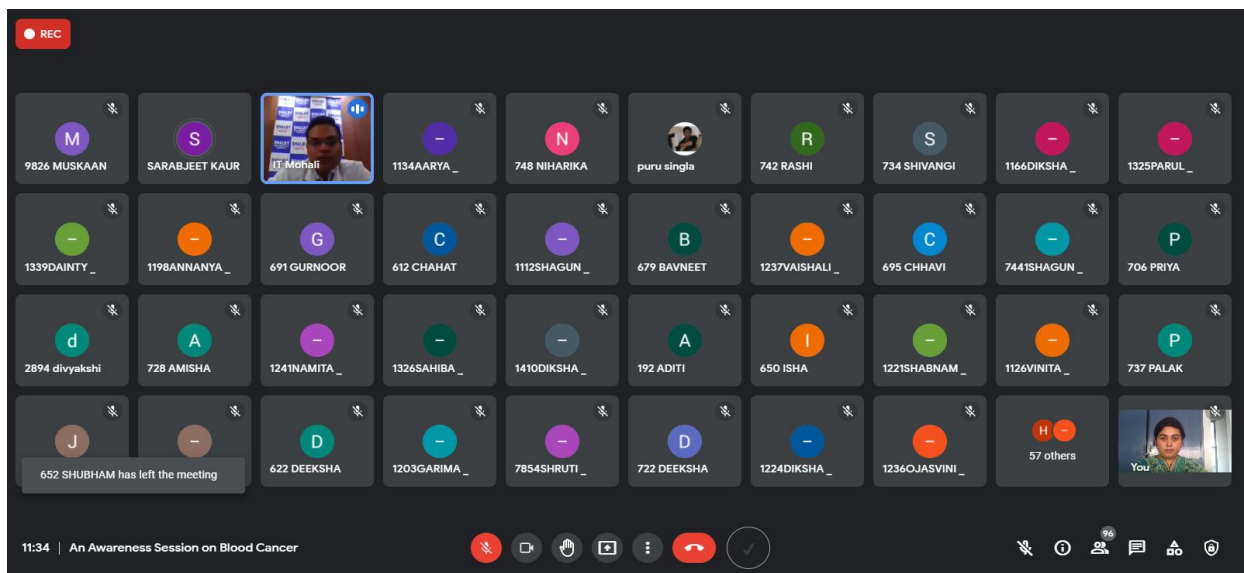 REC
M
9826 MUSKAAN
S
SARABJEET KAUR
IT Mohali
1134AARYA _
N
748 NIHARIKA
puru singla
R
742 RASHI
S
734 SHIVANGI
1166DIKSHA _
1325PARUL _
1339DAINTY _
1198ANNANYA _
G
691 GURNOOR
C
612 CHAHAT
1112SHAGUN _
B
679 BAVNEET
1237VAISHALI _
C
695 CHHAVI
7441SHAGUN _
P
706 PRIYA
d
2894 divyakshi
A
728 AMISHA
1241NAMITA _
1326SAHIBA _
1410DIKSHA _
A
192 ADITI
I
650 ISHA
1221SHABNAM _
1126VINITA _
P
737 PALAK
J
652 SHUBHAM has left the meeting
D
622 DEEKSHA
1203GARIMA _
7854SHRUTI _
D
722 DEEKSHA
1224DIKSHA _
1236OJASVINI _
H
57 others
You
11:34 | An Awareness Session on Blood Cancer
96